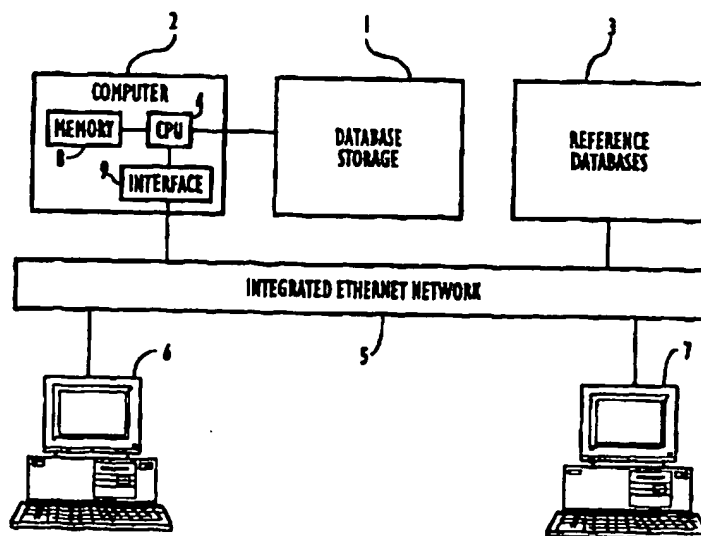 2
1
3
COMPUTER
MEMORY
CPU
4
8
9
INTERFACE
DATABASE
STORAGE
REFERENCE
DATABASES
INTEGRATED ETHERNET NETWORK
6
5
7